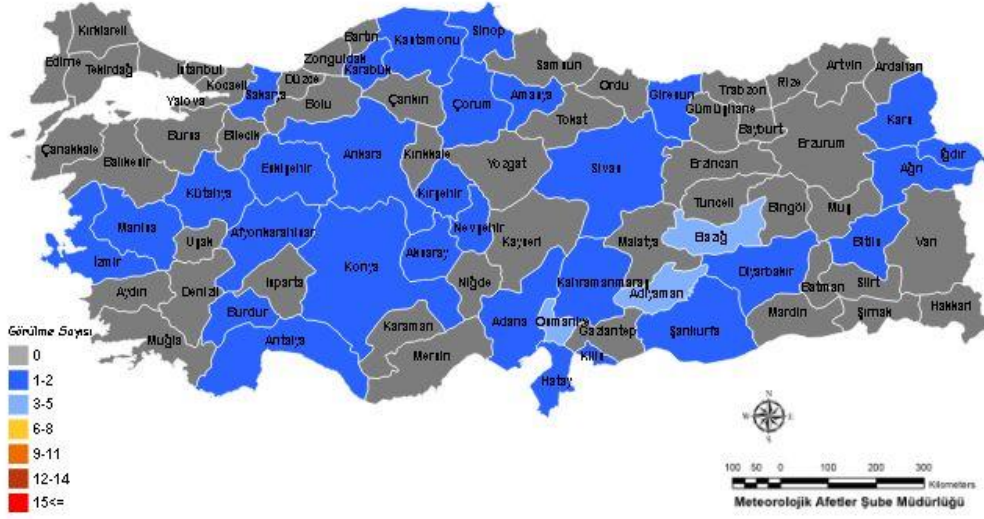 Kırklareli
Edirne
Tekirdağ
İstanbul
Kocaeli
Yalova
Sakarya
Düzce
Zonguldak
Bartın
Karabük
Kastamonu
Sinop
Samsun
Ordu
Giresun
Trabzon
Rize
Artvin
Ardahan
Gümüşhane
Bayburt
Bolu
Çankırı
Çorum
Amasya
Tokat
Çanakkale
Balıkesir
Bursa
Bilecik
Eskişehir
Ankara
Kırıkkale
Yozgat
Sivas
Erzincan
Erzurum
Kars
Iğdır
Ağrı
Kütahya
Kırşehir
Nevşehir
Kayseri
Malatya
Tunceli
Elazığ
Bingöl
Muş
Bitlis
Van
Manisa
Uşak
Afyonkarahisar
Konya
Aksaray
Niğde
Kahramanmaraş
Adıyaman
Diyarbakır
Batman
Siirt
Hakkari
İzmir
Aydın
Denizli
Isparta
Burdur
Antalya
Muğla
Karaman
Mersin
Adana
Osmaniye
Gaziantep
Kilis
Hatay
Şanlıurfa
Mardin
Şırnak
Görülme Sayısı
0
1-2
3-5
6-8
9-11
12-14
15<=
N
W
E
S
100 50 0 100 200 300
Kilometers
Meteorolojik Afetler Şube Müdürlüğü